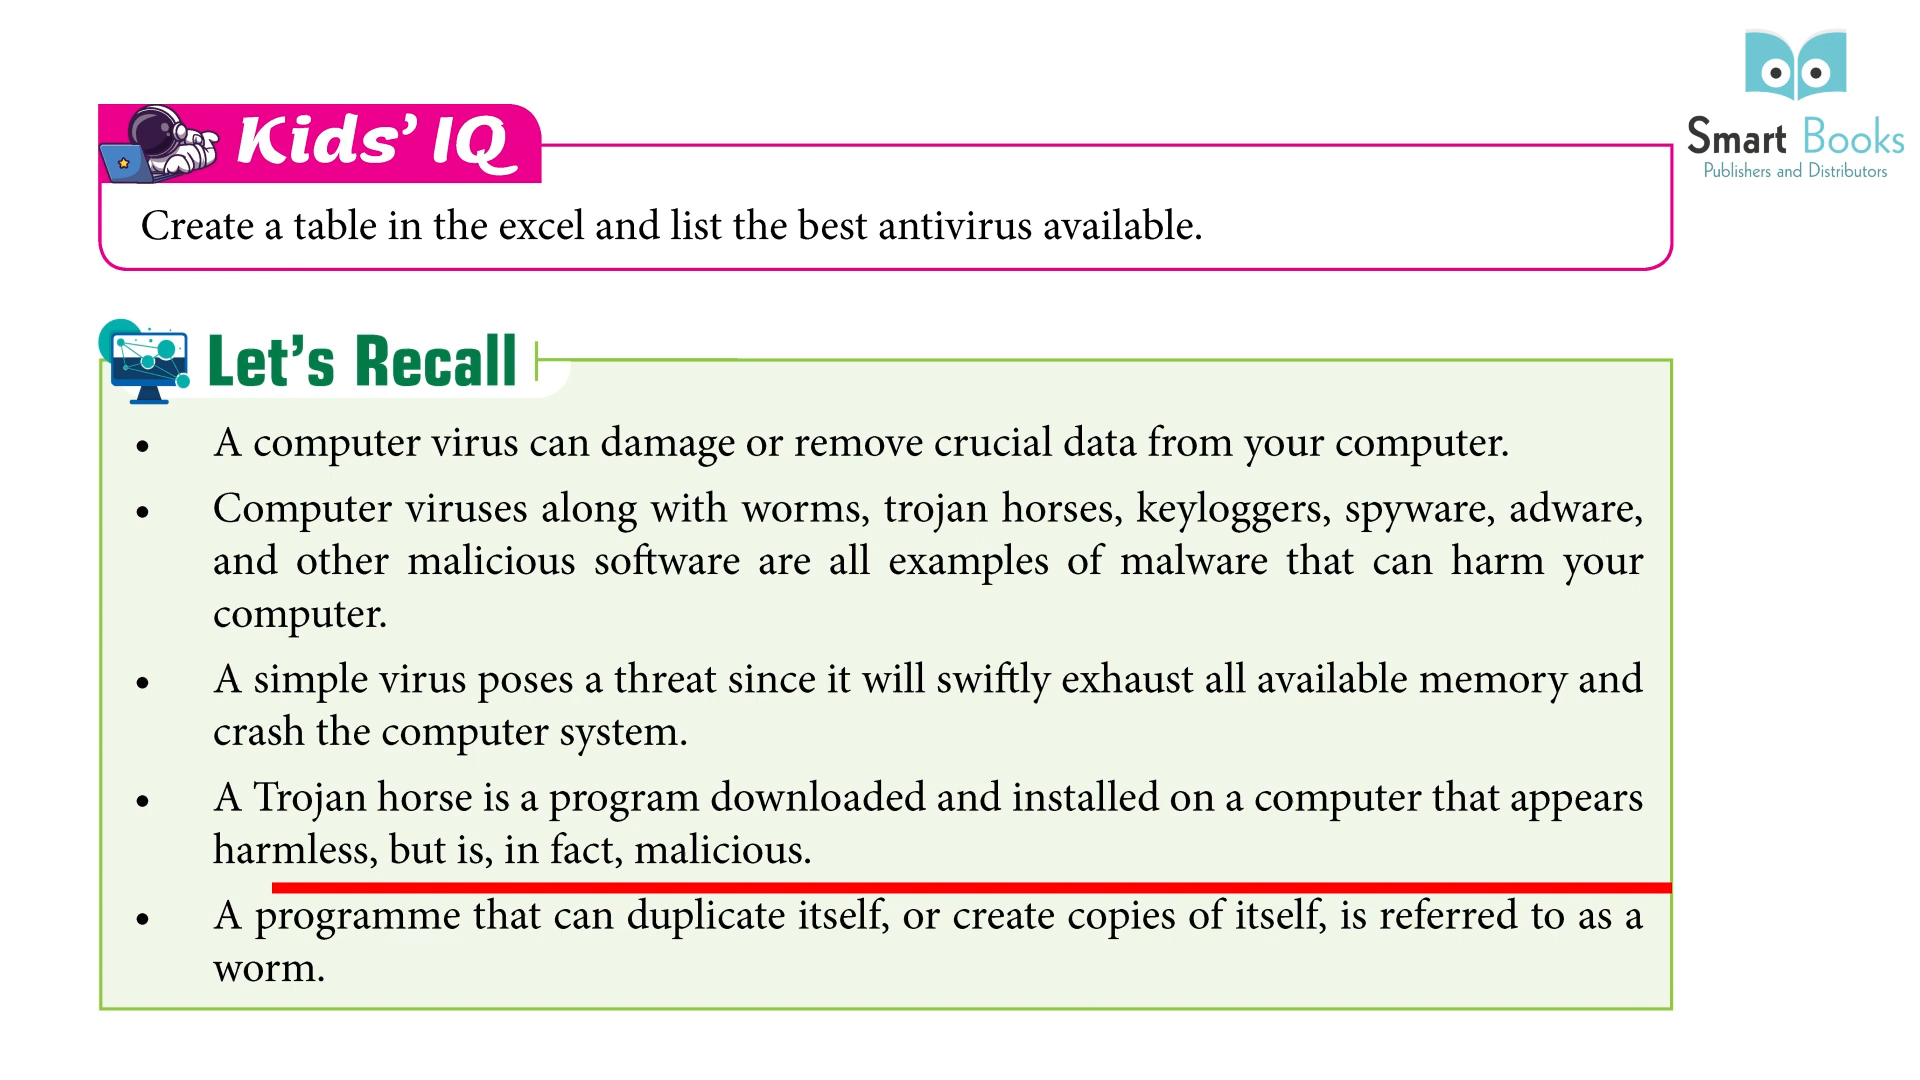 Smart Books
Publishers and Distributors
Kids' IQ
Create a table in the excel and list the best antivirus available.
Let's Recall
• A computer virus can damage or remove crucial data from your computer.
• Computer viruses along with worms, trojan horses, keyloggers, spyware, adware,
and other malicious software are all examples of malware that can harm your
computer.
• A simple virus poses a threat since it will swiftly exhaust all available memory and
crash the computer system.
• A Trojan horse is a program downloaded and installed on a computer that appears
harmless, but is, in fact, malicious.
• A programme that can duplicate itself, or create copies of itself, is referred to as a
worm.